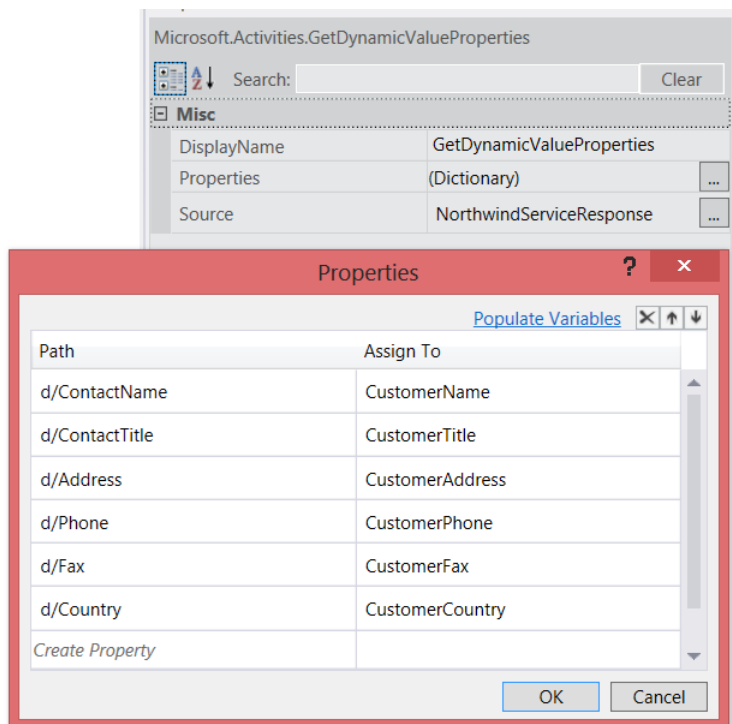 Microsoft.Activities.GetDynamicValueProperties
Search: Clear
Misc
DisplayName GetDynamicValueProperties
Properties (Dictionary) ...
Source NorthwindServiceResponse ...
Properties ?
Populate Variables
Path Assign To
d/ContactName CustomerName
d/ContactTitle CustomerTitle
d/Address CustomerAddress
d/Phone CustomerPhone
d/Fax CustomerFax
d/Country CustomerCountry
Create Property
OK Cancel